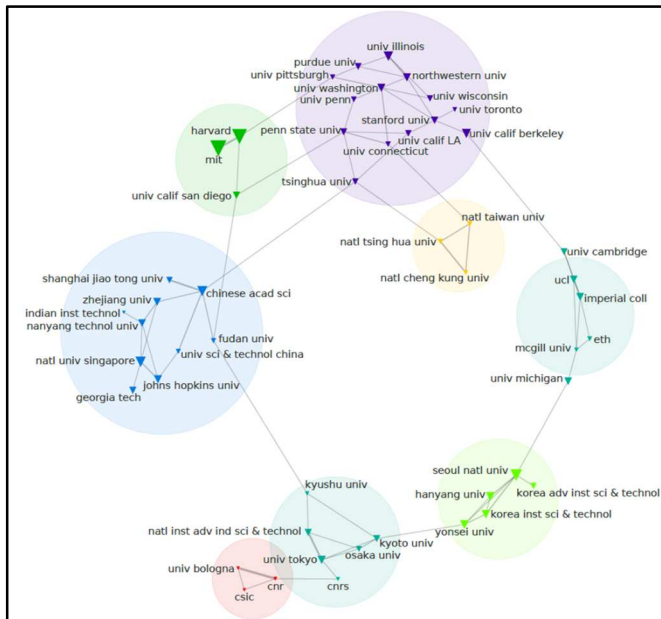 univ illinois
purdue univ
univ pittsburgh
northwestern univ
univ washington
univ wisconsin
univ penn
univ toronto
stanford univ
harvard
penn state univ
univ calif berkeley
univ calif LA
mit
univ connecticut
tsinghua univ
univ calif san diego
natl taiwan univ
natl tsing hua univ
univ cambridge
natl cheng kung univ
shanghai jiao tong univ
ucl
chinese acad sci
imperial coll
zhejiang univ
indian inst technol
nanyang technol univ
fudan univ
eth
mcgill univ
univ sci & technol china
natl univ singapore
johns hopkins univ
univ michigan
georgia tech
seoul natl univ
kyushu univ
hanyang univ
korea adv inst sci & technol
korea inst sci & technol
yonsei univ
natl inst adv ind sci & technol
kyoto univ
osaka univ
univ tokyo
univ bologna
cnr
cnrs
csic